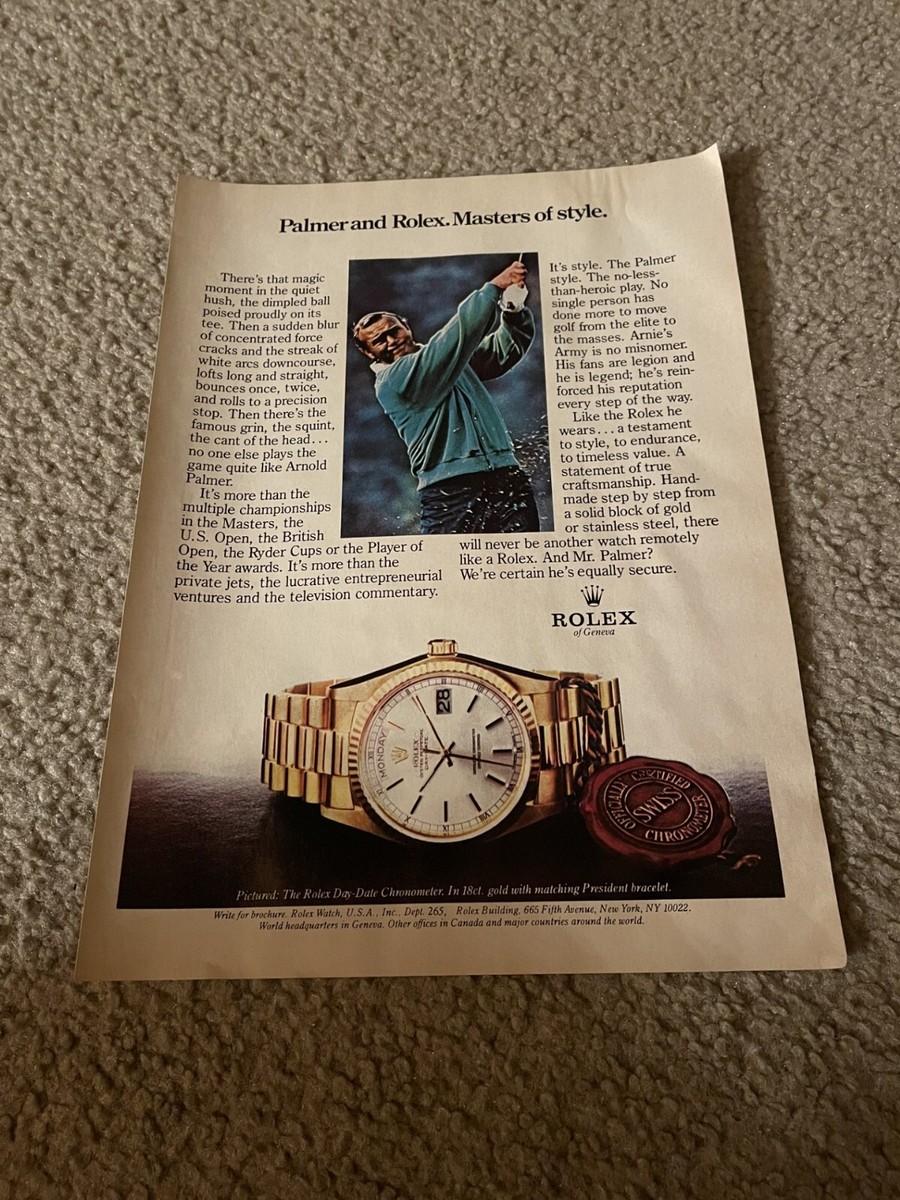 Palmer and Rolex. Masters of style.
There's that magic
moment in the quiet
hush, the dimpled ball
poised proudly on its
tee. Then a sudden blur
of concentrated force
cracks and the streak of
white arcs downcourse,
lofts long and straight,
bounces once, twice,
and rolls to a precision
stop. Then there's the
famous grin, the squint,
the cant of the head...
no one else plays the
game quite like Arnold
Palmer.
It's more than the
multiple championships
in the Masters, the
U.S. Open, the British
Open, the Ryder Cups or the Player of
the Year awards. It's more than the
private jets, the lucrative entrepreneurial
ventures and the television commentary.
It's style. The Palmer
style. The no-less-
than-heroic play. No
single person has
done more to move
golf from the elite to
the masses. Arnie's
Army is no misnomer.
His fans are legion and
he is legend; he's rein-
forced his reputation
every step of the way.
Like the Rolex he
wears... a testament
to style, to endurance,
to timeless value. A
statement of true
craftsmanship. Hand-
made step by step from
a solid block of gold
or stainless steel, there
will never be another watch remotely
like a Rolex. And Mr. Palmer?
We're certain he's equally secure.
ROLEX
of Geneva
MONDAY
28
ROLEX
OYSTER PERPETUAL
DAY-DATE
OFFICIALLY CERTIFIED
SWISS
CHRONOMETER
Pictured: The Rolex Day-Date Chronometer. In 18ct. gold with matching President bracelet.
Write for brochure. Rolex Watch, U.S.A., Inc., Dept. 265, Rolex Building, 665 Fifth Avenue, New York, NY 10022.
World headquarters in Geneva. Other offices in Canada and major countries around the world.